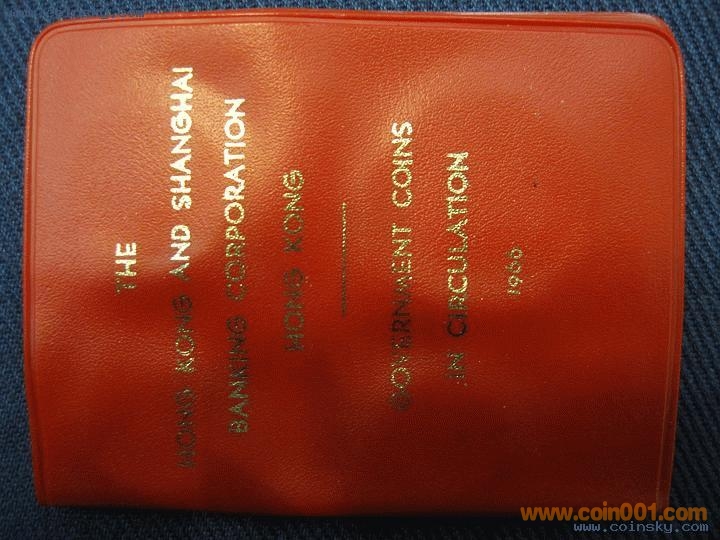 THE
HONG KONG AND SHANGHAI
BANKING CORPORATION
HONG KONG
GOVERNMENT COINS
IN CIRCULATION
1960
www.coin001.com
www.coinsky.com